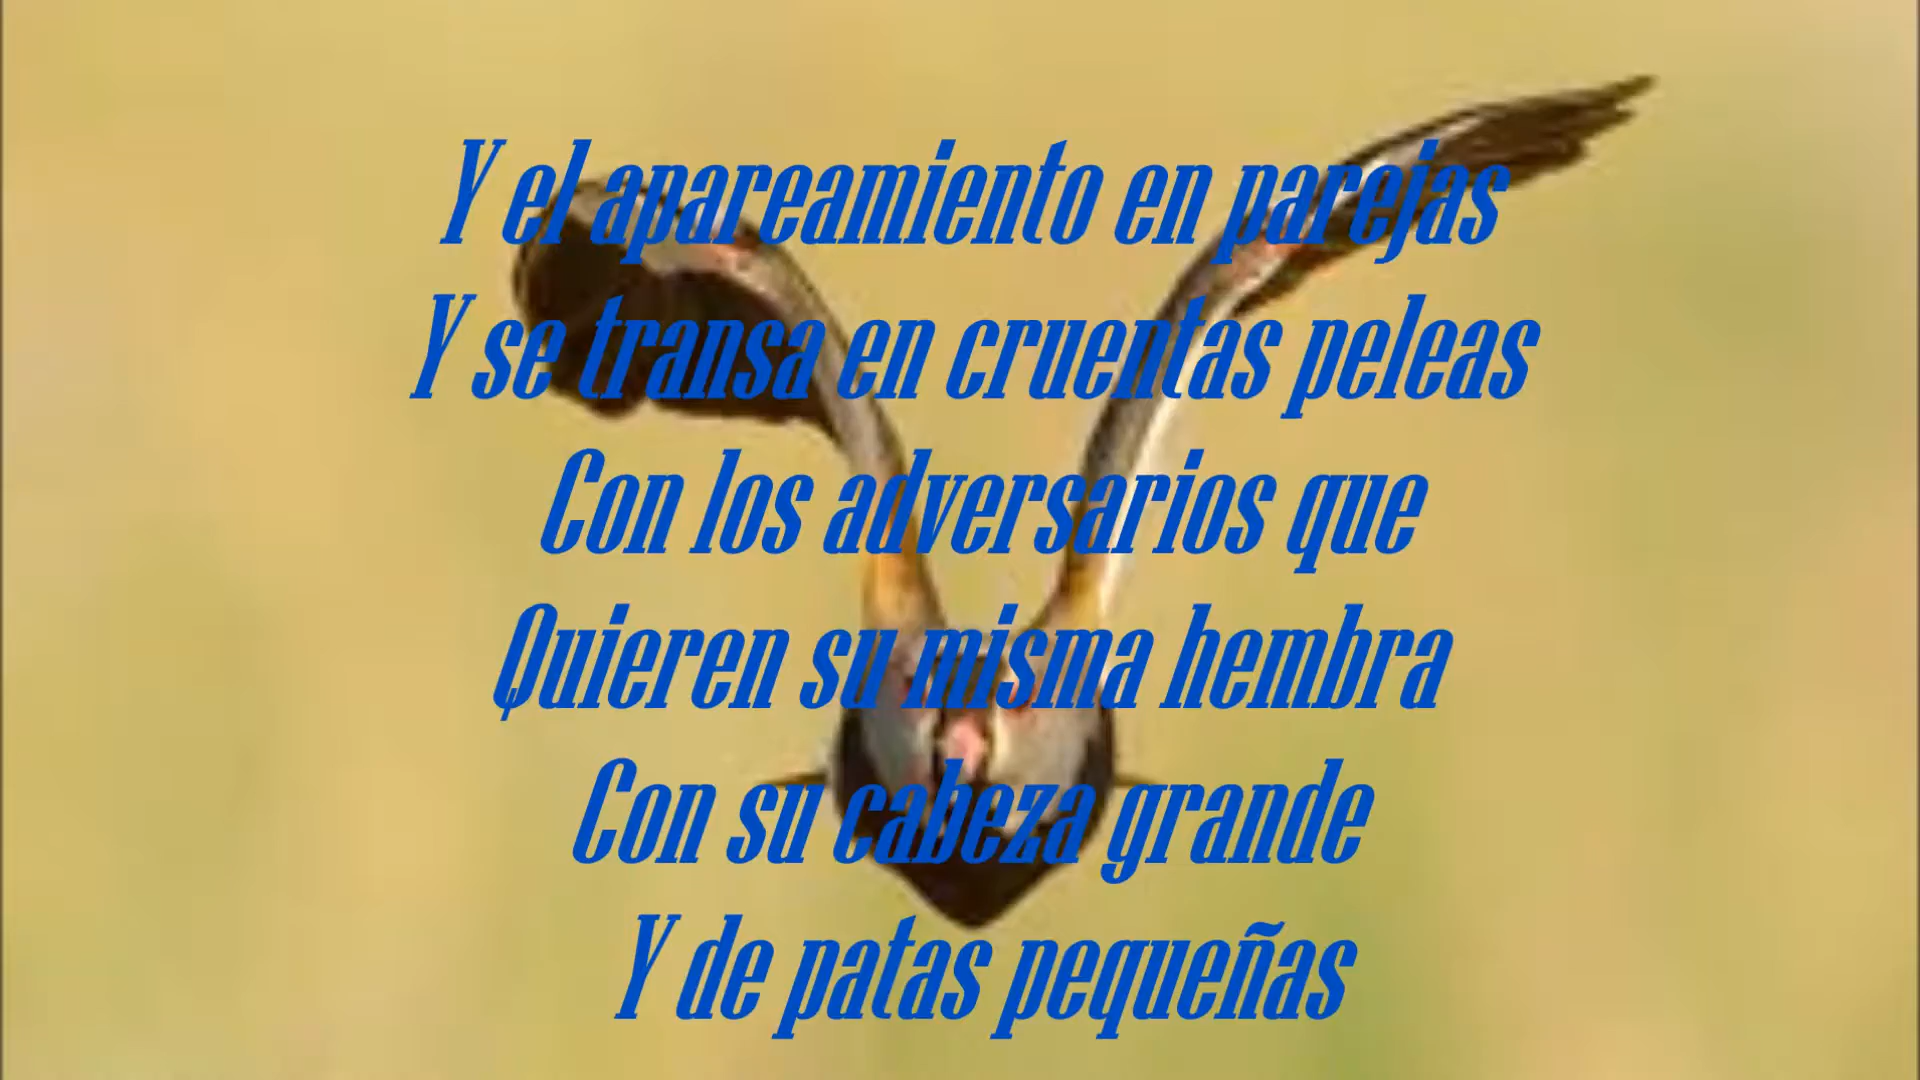 Y el apareamiento en parejas
Y se transa en cruentas peleas
Con los adversarios que
Quieren su misma hembra
Con su cabeza grande
Y de patas pequeñas